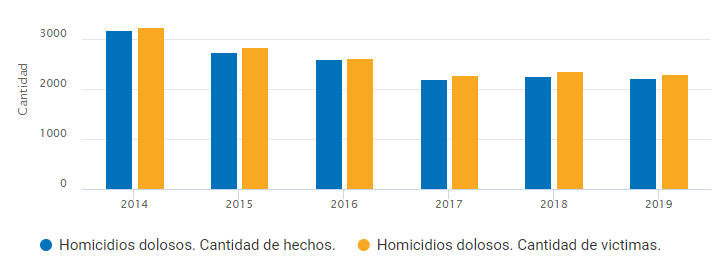 3000
2000
1000
0
Cantidad
2014 2015 2016 2017 2018 2019
Homicidios dolosos. Cantidad de hechos. Homicidios dolosos. Cantidad de victimas.